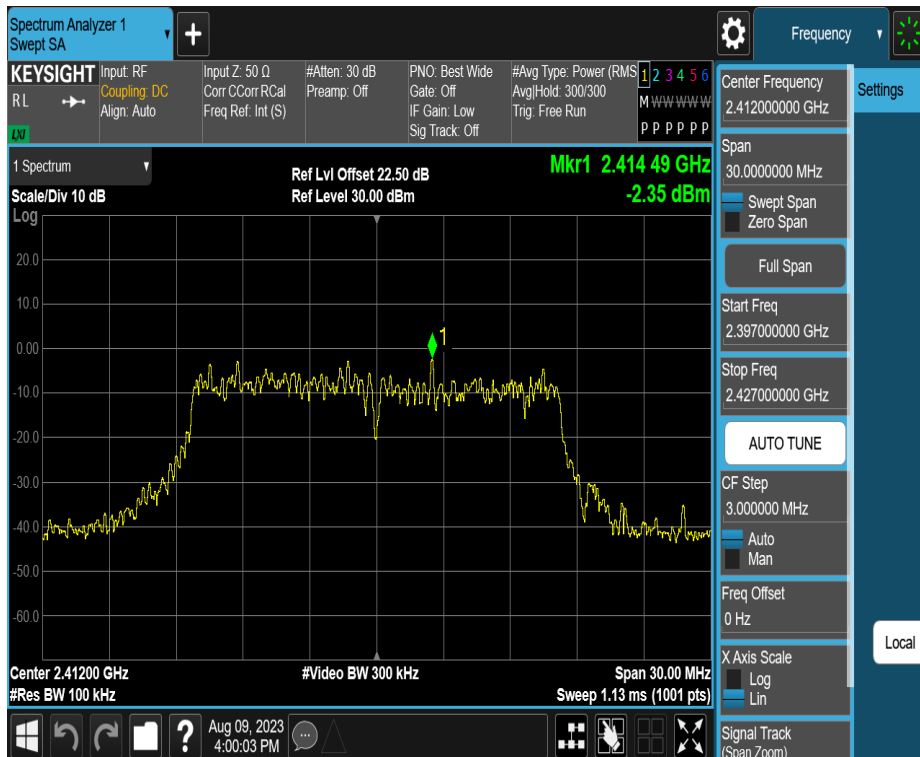 Spectrum Analyzer 1
Swept SA
+
Frequency
KEYSIGHT
RL
LXI
Input: RF
Coupling: DC
Align: Auto
Input Z: 50 Ω
Corr CCorr RCal
Freq Ref: Int (S)
#Atten: 30 dB
Preamp: Off
PNO: Best Wide
Gate: Off
IF Gain: Low
Sig Track: Off
#Avg Type: Power (RMS
Avg|Hold: 300/300
Trig: Free Run
1 2 3 4 5 6
M W W W W W
P P P P P P
1 Spectrum
Scale/Div 10 dB
Log
Ref Lvl Offset 22.50 dB
Ref Level 30.00 dBm
Mkr1 2.414 49 GHz
-2.35 dBm
20.0
10.0
0.00
-10.0
-20.0
-30.0
-40.0
-50.0
-60.0
1
Center 2.41200 GHz
#Res BW 100 kHz
#Video BW 300 kHz
Span 30.00 MHz
Sweep 1.13 ms (1001 pts)
Aug 09, 2023
4:00:03 PM
?
Center Frequency
2.412000000 GHz
Span
30.0000000 MHz
Swept Span
Zero Span
Full Span
Start Freq
2.397000000 GHz
Stop Freq
2.427000000 GHz
AUTO TUNE
CF Step
3.000000 MHz
Auto
Man
Freq Offset
0 Hz
X Axis Scale
Log
Lin
Signal Track
(Span Zoom)
Settings
Local